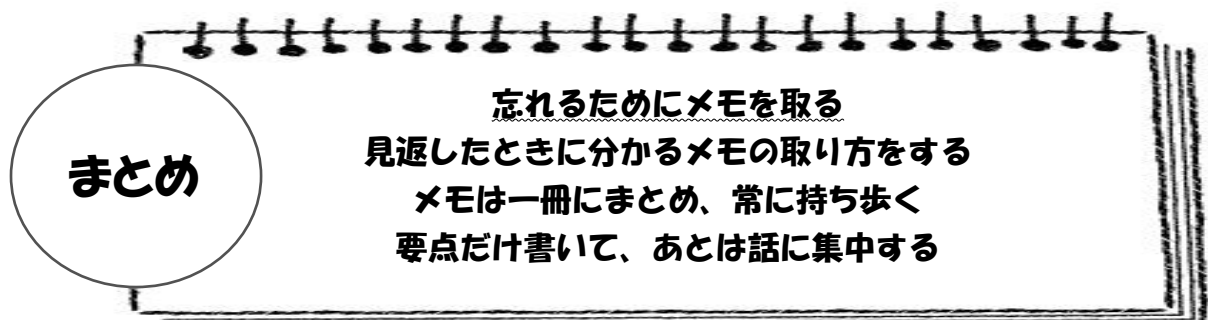 まとめ
忘れるためにメモを取る
見返したときに分かるメモの取り方をする
メモは一冊にまとめ、常に持ち歩く
要点だけ書いて、あとは話に集中する